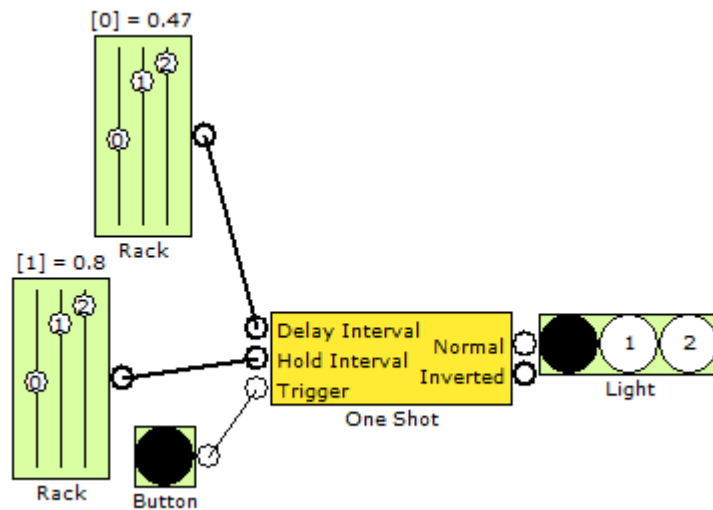 [0] = 0.47
0
1
2
Rack
[1] = 0.8
0
1
2
Rack
Delay Interval
Hold Interval
Trigger
Normal
Inverted
One Shot
1
2
Light
Button